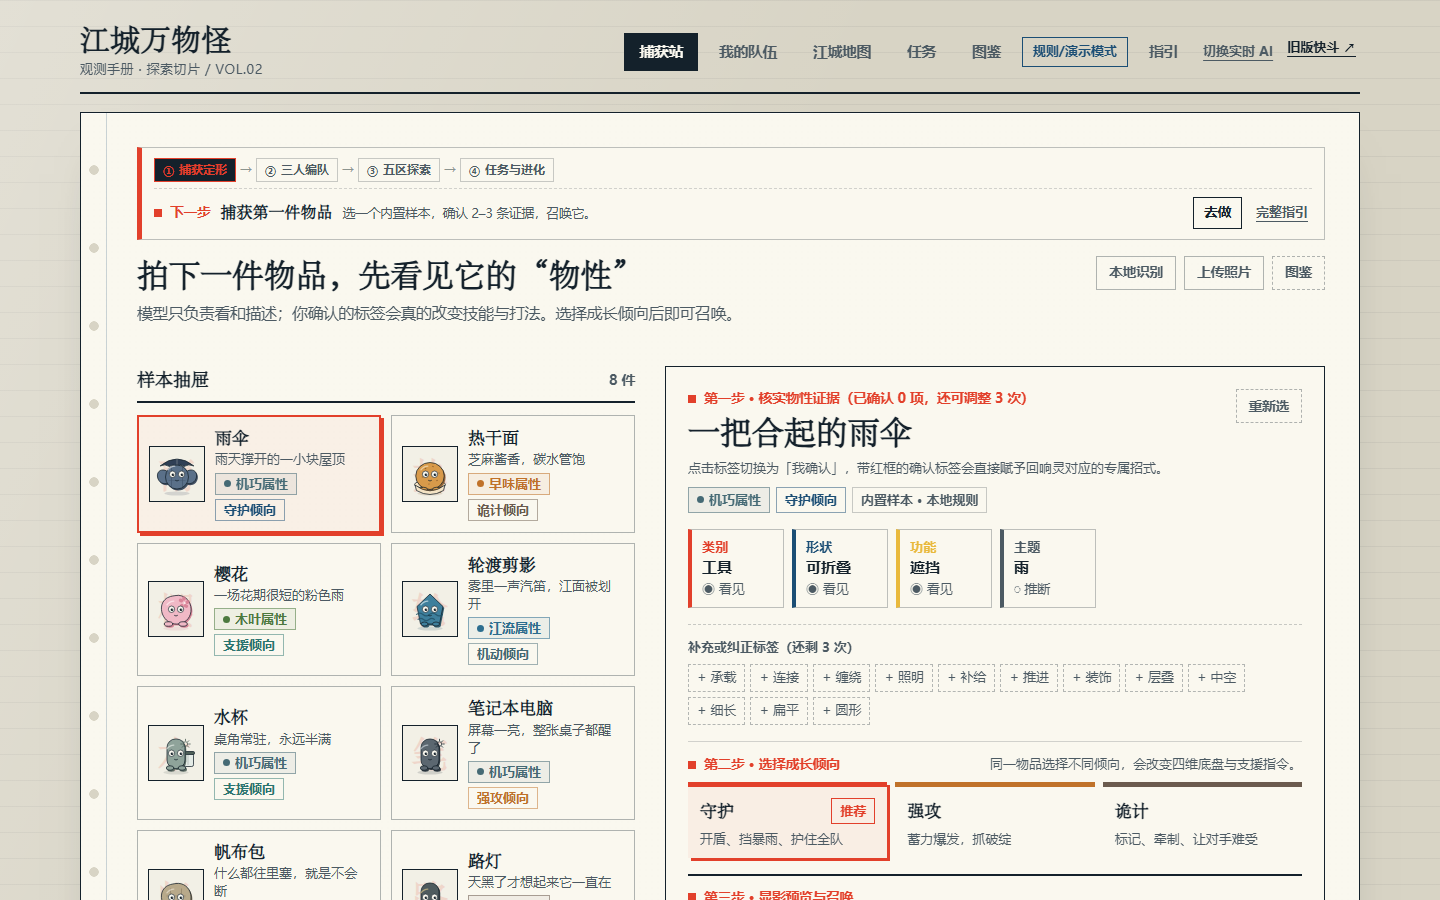 江城万物怪
观测手册 · 探索切片 / VOL.02
捕获站
我的队伍
江城地图
任务
图鉴
规则/演示模式
指引
切换实时 AI
旧版快斗 ↗
① 捕获定形 → ② 三人编队 → ③ 五区探索 → ④ 任务与进化
下一步 捕获第一件物品 选一个内置样本，确认 2–3 条证据，召唤它。
去做
完整指引
拍下一件物品，先看见它的“物性”
本地识别
上传照片
图鉴
模型只负责看和描述；你确认的标签会真的改变技能与打法。选择成长倾向后即可召唤。
样本抽屉
8 件
雨伞
雨天撑开的一小块屋顶
机巧属性
守护倾向
热干面
芝麻酱香，碳水管饱
早味属性
诡计倾向
樱花
一场花期很短的粉色雨
木叶属性
支援倾向
轮渡剪影
雾里一声汽笛，江面被划
开
江流属性
机动倾向
水杯
桌角常驻，永远半满
机巧属性
支援倾向
笔记本电脑
屏幕一亮，整张桌子都醒
了
机巧属性
强攻倾向
帆布包
什么都往里塞，就是不会
断
路灯
天黑了才想起来它一直在
第一步 · 核实物性证据（已确认 0 项，还可调整 3 次）
重新选
一把合起的雨伞
点击标签切换为「我确认」，带红框的确认标签会直接赋予回响灵对应的专属招式。
机巧属性
守护倾向
内置样本 · 本地规则
类别
工具
◉ 看见
形状
可折叠
◉ 看见
功能
遮挡
◉ 看见
主题
雨
○ 推断
补充或纠正标签（还剩 3 次）
+ 承载
+ 连接
+ 缠绕
+ 照明
+ 补给
+ 推进
+ 装饰
+ 层叠
+ 中空
+ 细长
+ 扁平
+ 圆形
第二步 · 选择成长倾向
同一物品选择不同倾向，会改变四维底盘与支援指令。
守护
推荐
开盾、挡暴雨、护住全队
强攻
蓄力爆发，抓破绽
诡计
标记、牵制、让对手难受
第三步 · 显影预览与召唤